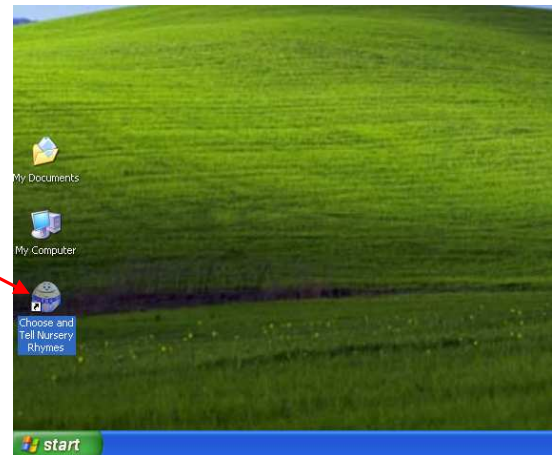 My Documents
My Computer
Choose and
Tell Nursery
Rhymes
start